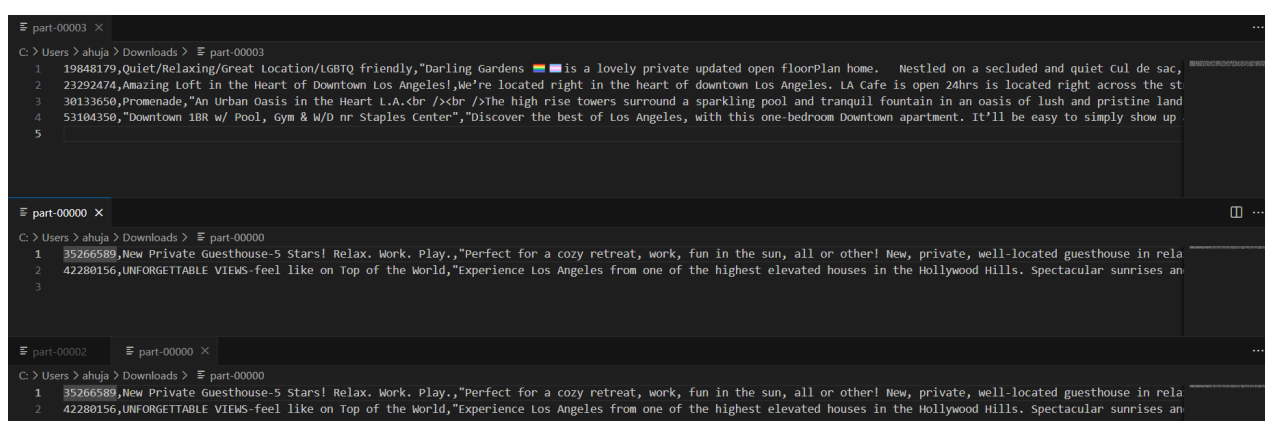 part-00003 ×
C: > Users > ahuja > Downloads > part-00003
1 19848179,Quiet/Relaxing/Great Location/LGBTQ friendly,"Darling Gardens 🏳️‍🌈 🏳️‍⚧️is a lovely private updated open floorPlan home.   Nestled on a secluded and quiet Cul de sac,
2 23292474,Amazing Loft in the Heart of Downtown Los Angeles!,We're located right in the heart of downtown Los Angeles. LA Cafe is open 24hrs is located right across the st
3 30133650,Promenade,"An Urban Oasis in the Heart L.A.<br /><br />The high rise towers surround a sparkling pool and tranquil fountain in an oasis of lush and pristine land
4 53104350,"Downtown 1BR w/ Pool, Gym & W/D nr Staples Center","Discover the best of Los Angeles, with this one-bedroom Downtown apartment. It'll be easy to simply show up
5
part-00000 ×
C: > Users > ahuja > Downloads > part-00000
1 35266589,New Private Guesthouse-5 Stars! Relax. Work. Play.,"Perfect for a cozy retreat, work, fun in the sun, all or other! New, private, well-located guesthouse in rela
2 42280156,UNFORGETTABLE VIEWS-feel like on Top of the World,"Experience Los Angeles from one of the highest elevated houses in the Hollywood Hills. Spectacular sunrises an
3
part-00002 part-00000 ×
C: > Users > ahuja > Downloads > part-00000
1 35266589,New Private Guesthouse-5 Stars! Relax. Work. Play.,"Perfect for a cozy retreat, work, fun in the sun, all or other! New, private, well-located guesthouse in rela
2 42280156,UNFORGETTABLE VIEWS-feel like on Top of the World,"Experience Los Angeles from one of the highest elevated houses in the Hollywood Hills. Spectacular sunrises an